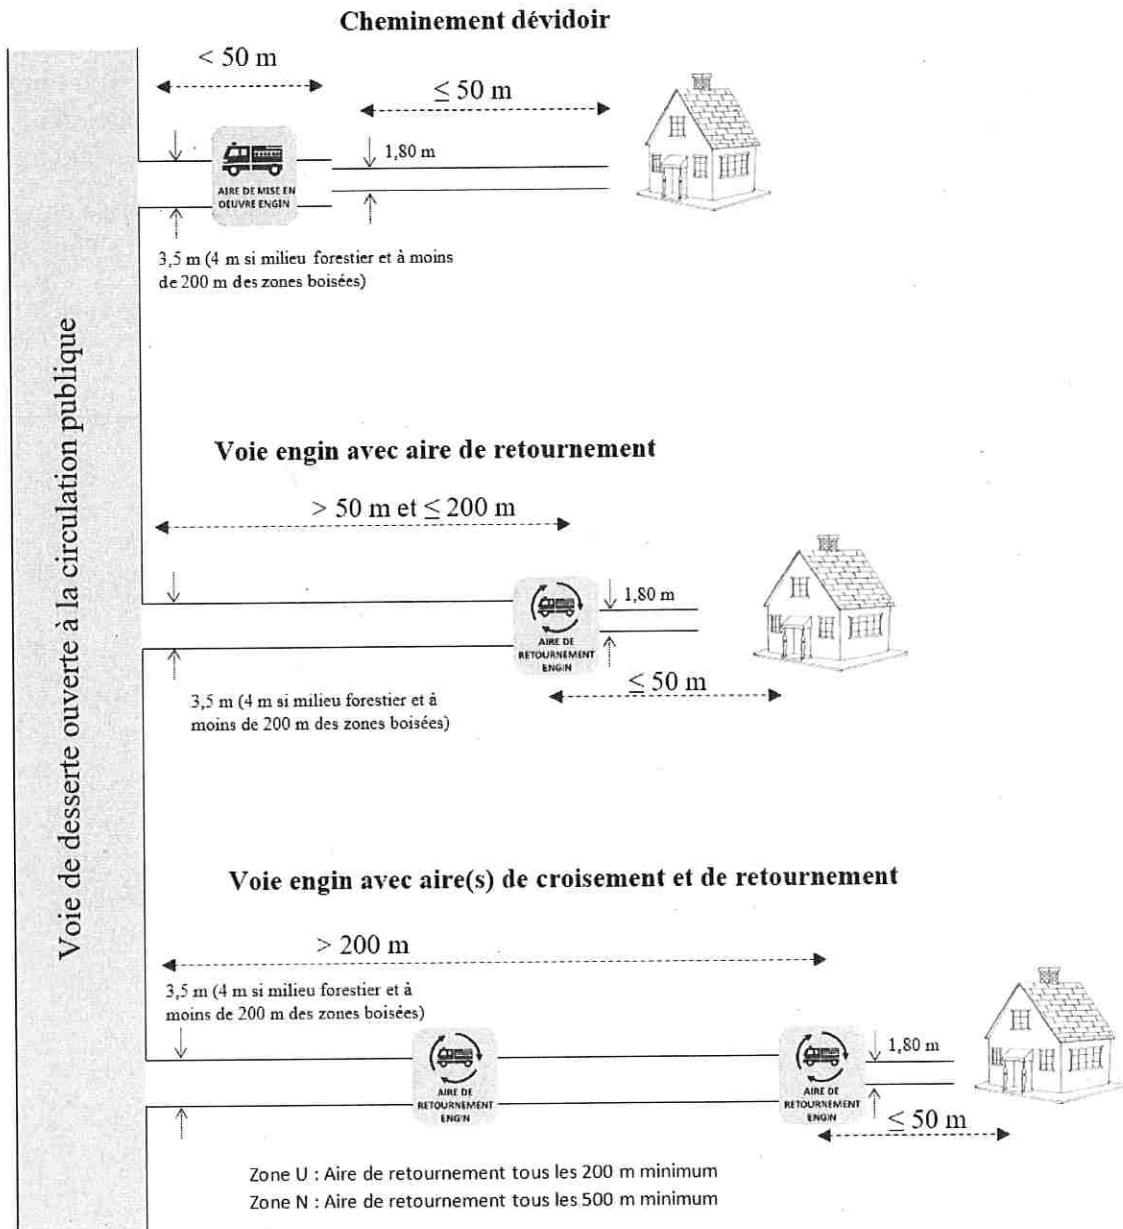 Cheminement dévidoir
< 50 m
≤ 50 m
1,80 m
AIRE DE MISE EN
OEUVRE ENGIN
3,5 m (4 m si milieu forestier et à moins
de 200 m des zones boisées)
Voie de desserte ouverte à la circulation publique
Voie engin avec aire de retournement
> 50 m et ≤ 200 m
1,80 m
AIRE DE
RETOURNEMENT
ENGIN
≤ 50 m
3,5 m (4 m si milieu forestier et à
moins de 200 m des zones boisées)
Voie engin avec aire(s) de croisement et de retournement
> 200 m
3,5 m (4 m si milieu forestier et à
moins de 200 m des zones boisées)
1,80 m
AIRE DE
RETOURNEMENT
ENGIN
AIRE DE
RETOURNEMENT
ENGIN
≤ 50 m
Zone U : Aire de retournement tous les 200 m minimum
Zone N : Aire de retournement tous les 500 m minimum